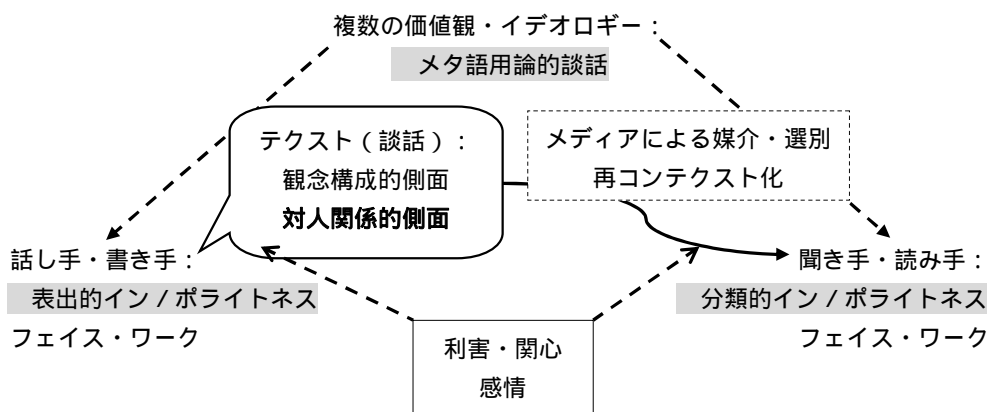 複数の価値観・イデオロギー：
メタ語用論的談話
テクスト（談話）：
観念構成的側面
対人関係的側面
メディアによる媒介・選別
再コンテクスト化
話し手・書き手：
表出的イン / ポライトネス
フェイス・ワーク
聞き手・読み手：
分類的イン / ポライトネス
フェイス・ワーク
利害・関心
感情